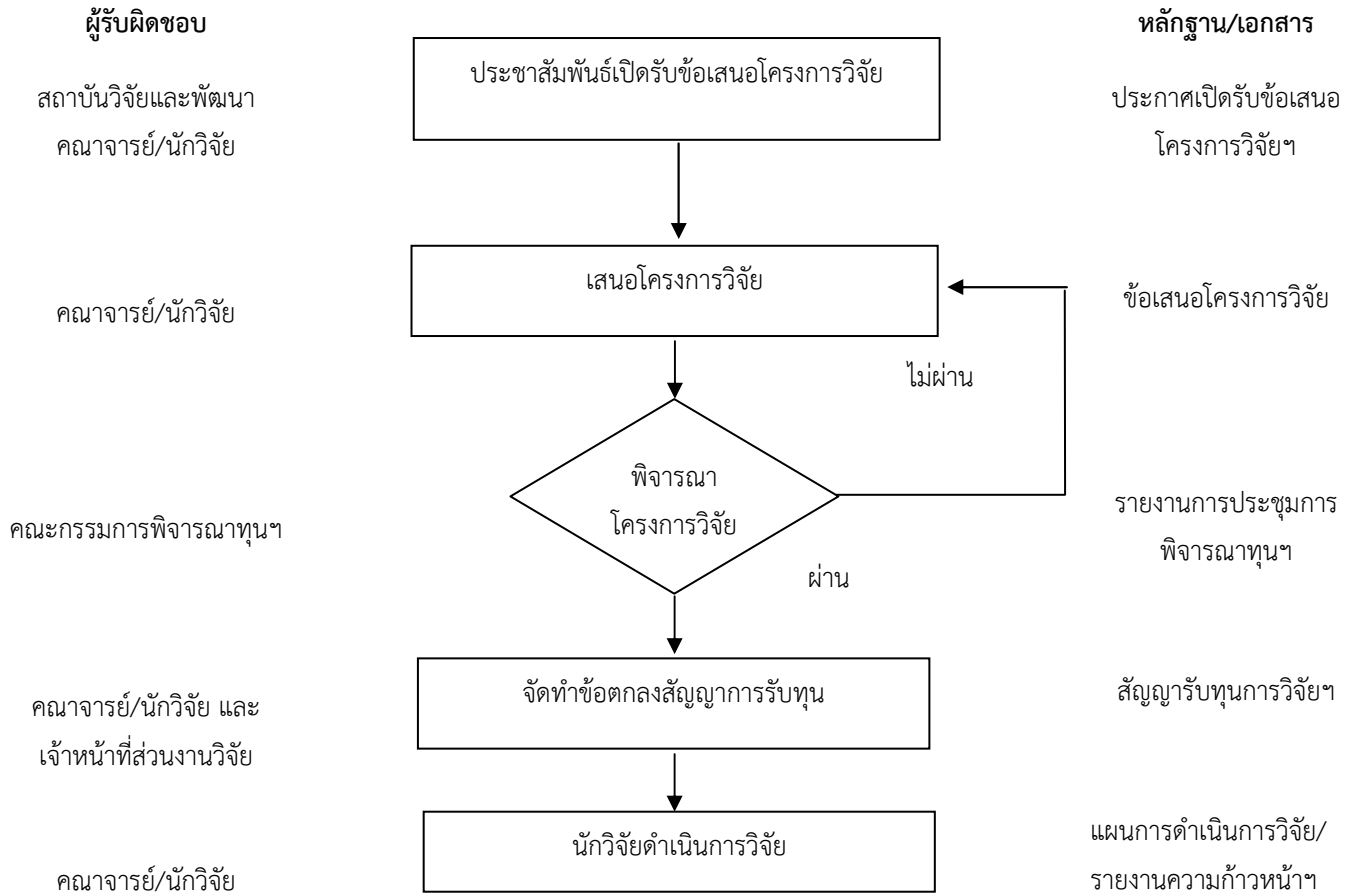 ผู้รับผิดชอบ
หลักฐาน/เอกสาร
ประชาสัมพันธ์เปิดรับข้อเสนอโครงการวิจัย
สถาบันวิจัยและพัฒนา
คณาจารย์/นักวิจัย
ประกาศเปิดรับข้อเสนอ
โครงการวิจัยฯ
คณาจารย์/นักวิจัย
เสนอโครงการวิจัย
ข้อเสนอโครงการวิจัย
ไม่ผ่าน
คณะกรรมการพิจารณาทุนฯ
พิจารณา
โครงการวิจัย
รายงานการประชุมการ
พิจารณาทุนฯ
ผ่าน
คณาจารย์/นักวิจัย และ
เจ้าหน้าที่ส่วนงานวิจัย
จัดทำข้อตกลงสัญญาการรับทุน
สัญญารับทุนการวิจัยฯ
คณาจารย์/นักวิจัย
นักวิจัยดำเนินการวิจัย
แผนการดำเนินการวิจัย/
รายงานความก้าวหน้าฯ